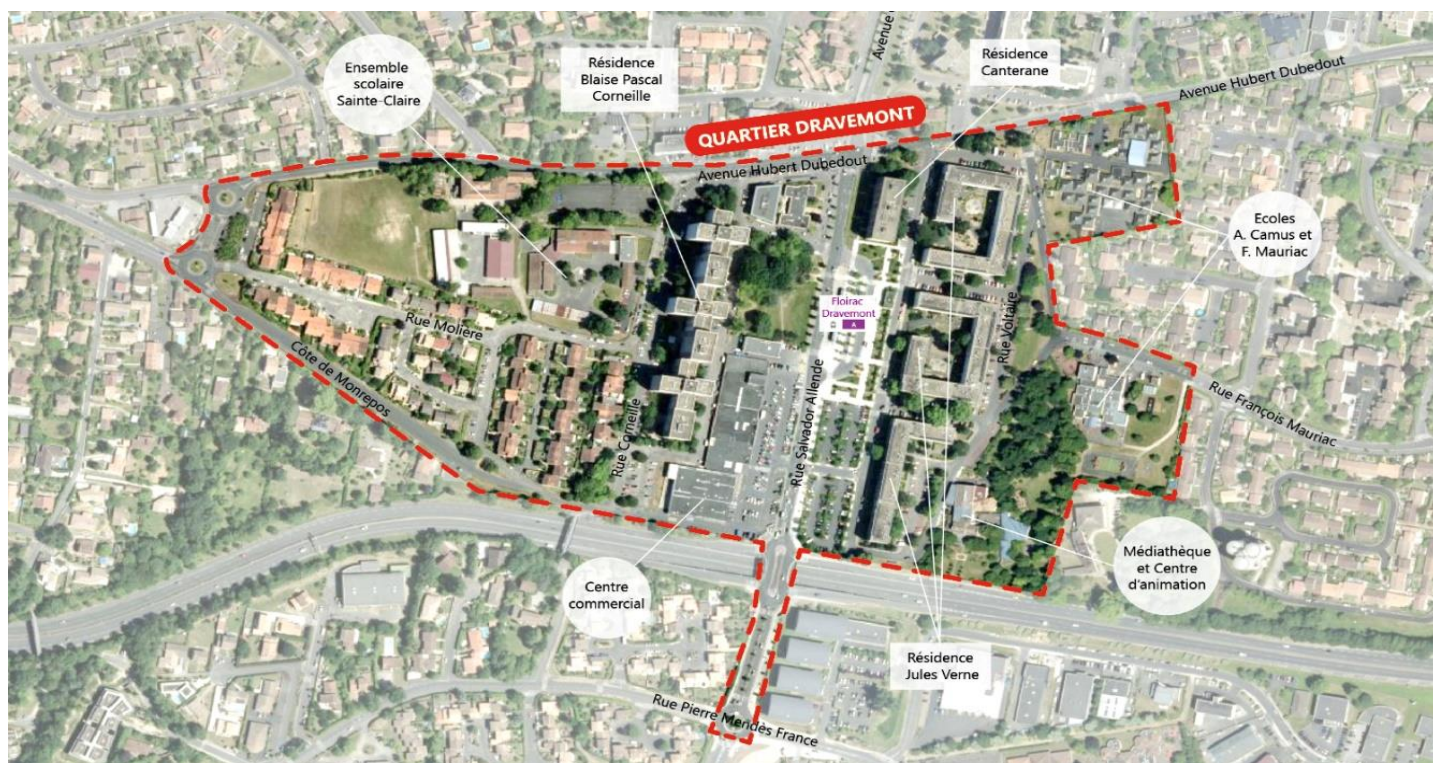 Ensemble
scolaire
Sainte-Claire
Résidence
Blaise Pascal
Corneille
Avenue
Résidence
Canterane
Avenue Hubert Dubedout
QUARTIER DRAVEMONT
Avenue Hubert Dubedout
Ecoles
A. Camus et
F. Mauriac
Floirac
Dravemont
A
Rue Molière
Rue Voltaire
Côte de Monrepos
Rue Corneille
Rue Salvador Allende
Rue François Mauriac
Centre
commercial
Médiathèque
et Centre
d'animation
Résidence
Jules Verne
Rue Pierre Mendès France